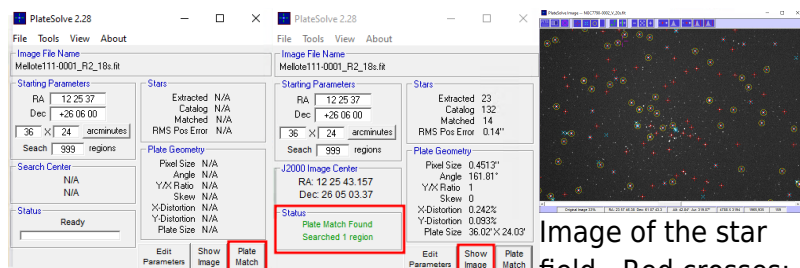 PlateSolve 2.28
File Tools View About
Image File Name
Mellote111-0001_R2_18s.fit
Starting Parameters
RA 12 25 37
Dec +26 06 00
36 X 24 arcminutes
Seach 999 regions
Search Center
N/A
N/A
Status
Ready
Stars
Extracted N/A
Catalog N/A
Matched N/A
RMS Pos Error N/A
Plate Geometry
Pixel Size N/A
Angle N/A
Y/X Ratio N/A
Skew N/A
X-Distortion N/A
Y-Distortion N/A
Plate Size N/A
Edit Parameters
Show Image
Plate Match
PlateSolve 2.28
File Tools View About
Image File Name
Mellote111-0001_R2_18s.fit
Starting Parameters
RA 12 25 37
Dec +26 06 00
36 X 24 arcminutes
Seach 999 regions
J2000 Image Center
RA: 12 25 43.157
Dec: 26 05 03.37
Status
Plate Match Found
Searched 1 region
Stars
Extracted 23
Catalog 132
Matched 14
RMS Pos Error 0.14"
Plate Geometry
Pixel Size 0.4513"
Angle 161.81°
Y/X Ratio 1
Skew 0
X-Distortion 0.242%
Y-Distortion 0.093%
Plate Size 36.02' X 24.03'
Edit Parameters
Show Image
Plate Match
Image of the star
field. Red crosses: